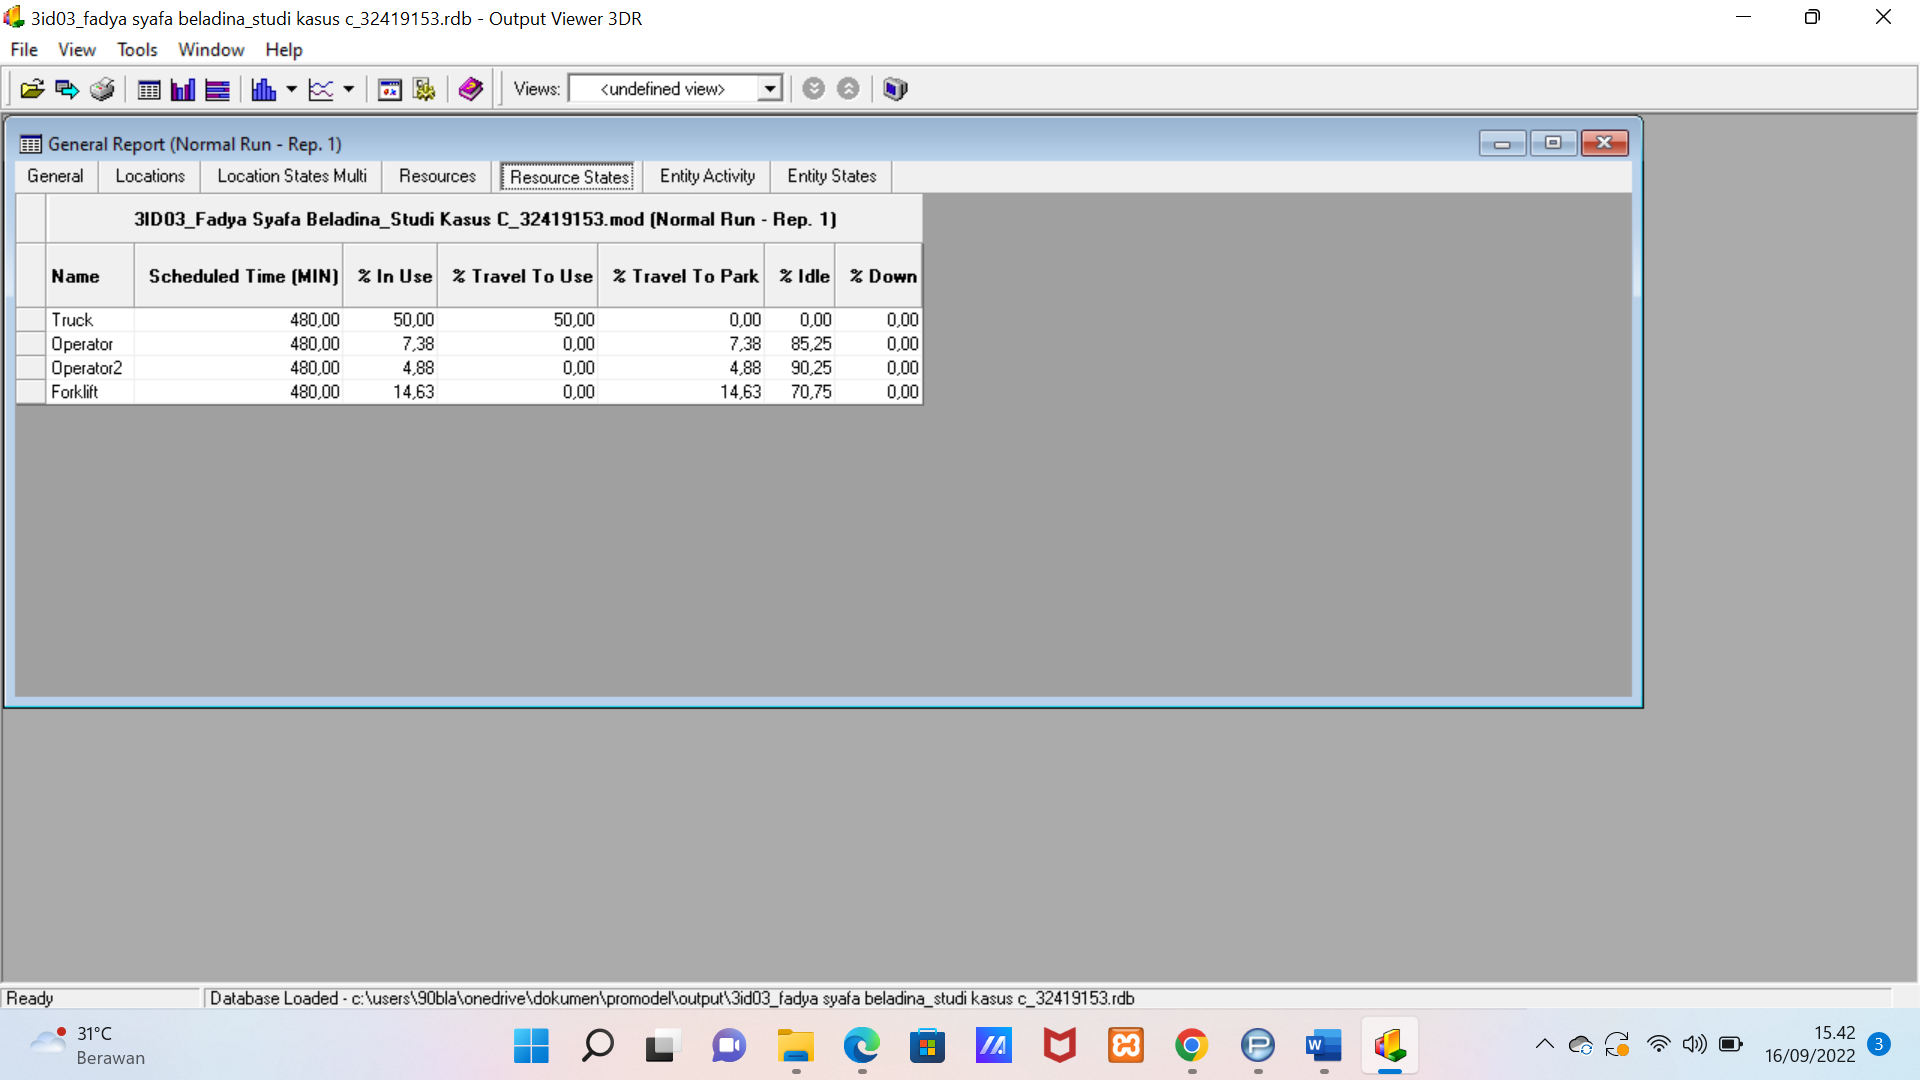 3id03_fadya syafa beladina_studi kasus c_32419153.rdb - Output Viewer 3DR
File View Tools Window Help
Views: <undefined view>
General Report (Normal Run - Rep. 1)
General Locations Location States Multi Resources Resource States Entity Activity Entity States
3ID03_Fadya Syafa Beladina_Studi Kasus C_32419153.mod (Normal Run - Rep. 1)
Name Scheduled Time (MIN) % In Use % Travel To Use % Travel To Park % Idle % Down
Truck 480,00 50,00 50,00 0,00 0,00 0,00
Operator 480,00 7,38 0,00 7,38 85,25 0,00
Operator2 480,00 4,88 0,00 4,88 90,25 0,00
Forklift 480,00 14,63 0,00 14,63 70,75 0,00
Ready Database Loaded - c:\users\90bla\onedrive\dokumen\promodel\output\3id03_fadya syafa beladina_studi kasus c_32419153.rdb
31°C
Berawan
15.42
16/09/2022
3